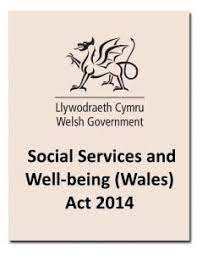 Llywodraeth Cymru
Welsh Government
Social Services and
Well-being (Wales)
Act 2014